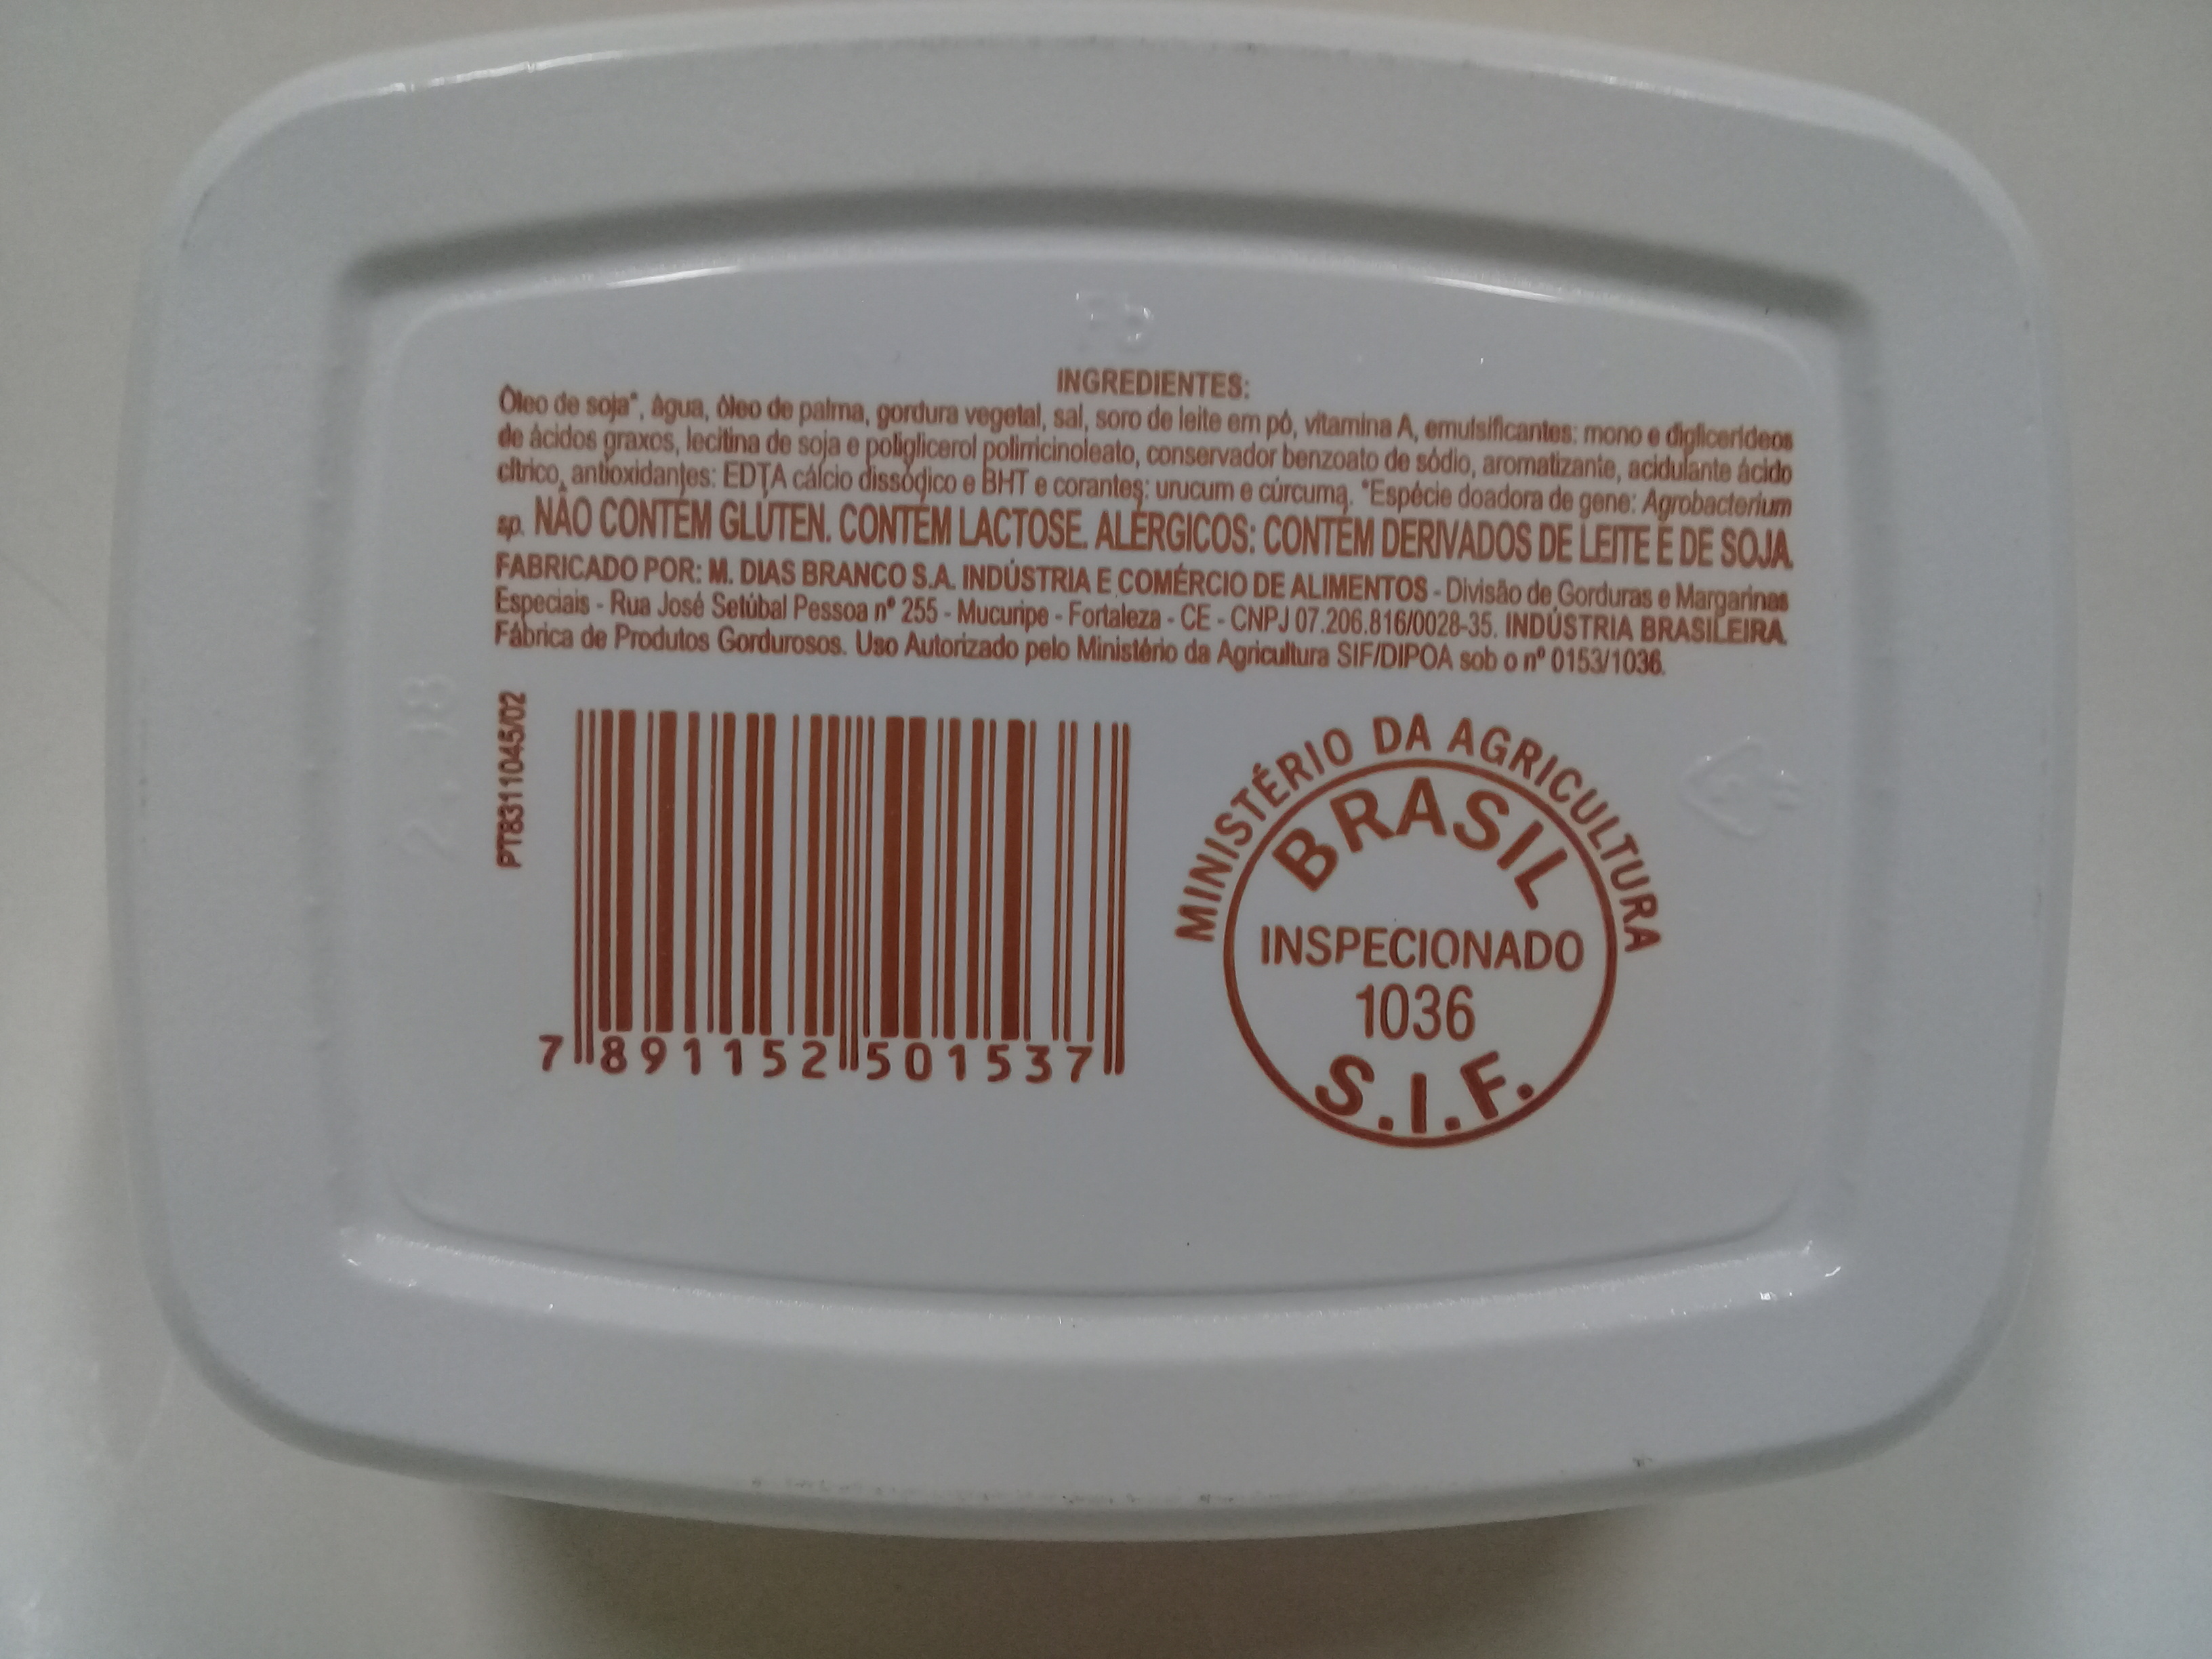 INGREDIENTES:
Óleo de soja*, água, óleo de palma, gordura vegetal, sal, soro de leite em pó, vitamina A, emulsificantes: mono e diglicerídeos
de ácidos graxos, lecitina de soja e poliglicerol polirricinoleato, conservador benzoato de sódio, aromatizante, acidulante ácido
cítrico, antioxidantes: EDTA cálcio dissódico e BHT e corantes: urucum e cúrcuma. *Espécie doadora de gene: Agrobacterium
sp. NÃO CONTÉM GLÚTEN. CONTÉM LACTOSE. ALÉRGICOS: CONTÉM DERIVADOS DE LEITE E DE SOJA.
FABRICADO POR: M. DIAS BRANCO S.A. INDÚSTRIA E COMÉRCIO DE ALIMENTOS - Divisão de Gorduras e Margarinas
Especiais - Rua José Setúbal Pessoa nº 255 - Mucuripe - Fortaleza - CE - CNPJ 07.206.816/0028-35. INDÚSTRIA BRASILEIRA.
Fábrica de Produtos Gordurosos. Uso Autorizado pelo Ministério da Agricultura SIF/DIPOA sob o nº 0153/1036.
PT8311045/02
7 891152 501537
MINISTÉRIO DA AGRICULTURA
BRASIL
INSPECIONADO
1036
S.I.F.